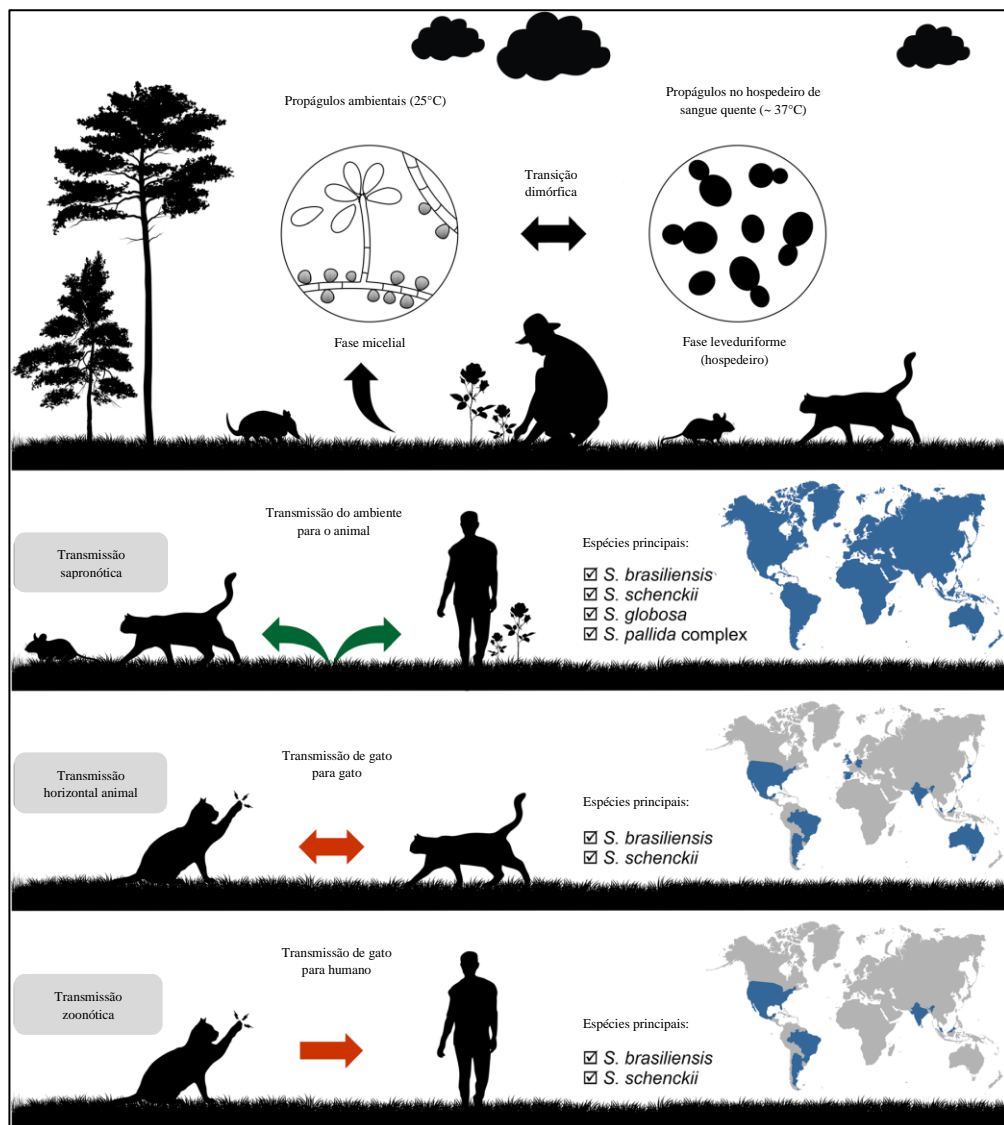 Propágulos ambientais (25°C)
Propágulos no hospedeiro de
sangue quente (~ 37°C)
Transição
dimórfica
Fase micelial
Fase leveduriforme
(hospedeiro)
Transmissão
sapronótica
Transmissão do ambiente
para o animal
Espécies principais:
☑ S. brasiliensis
☑ S. schenckii
☑ S. globosa
☑ S. pallida complex
Transmissão
horizontal animal
Transmissão de gato
para gato
Espécies principais:
☑ S. brasiliensis
☑ S. schenckii
Transmissão
zoonótica
Transmissão de gato
para humano
Espécies principais:
☑ S. brasiliensis
☑ S. schenckii